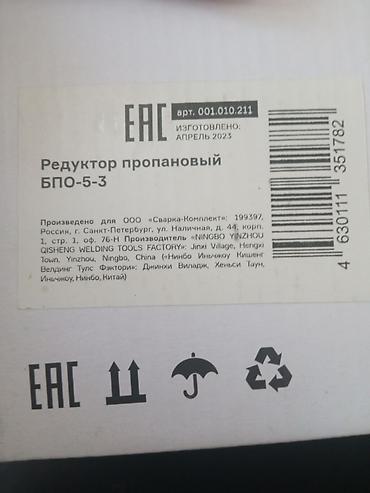 EAC
арт. 001.010.211
ИЗГОТОВЛЕНО:
АПРЕЛЬ 2023
Редуктор пропановый
БПО-5-3
Произведено для ООО «Сварка-Комплект»: 199397,
Россия, г. Санкт-Петербург, ул. Наличная, д. 44, корп.
1, стр. 1, оф. 76-Н Производитель «NINGBO YINZHOU
QISHENG WELDING TOOLS FACTORY»: Jinxi Village, Hengxi
Town, Yinzhou, Ningbo, China («Нинбо Иньчжоу Кишенг
Велдинг Тулс Фэктори»: Джинхи Виладж, Хеньси Таун,
Иньчжоу, Нинбо, Китай)
4 630111 351782
EAC